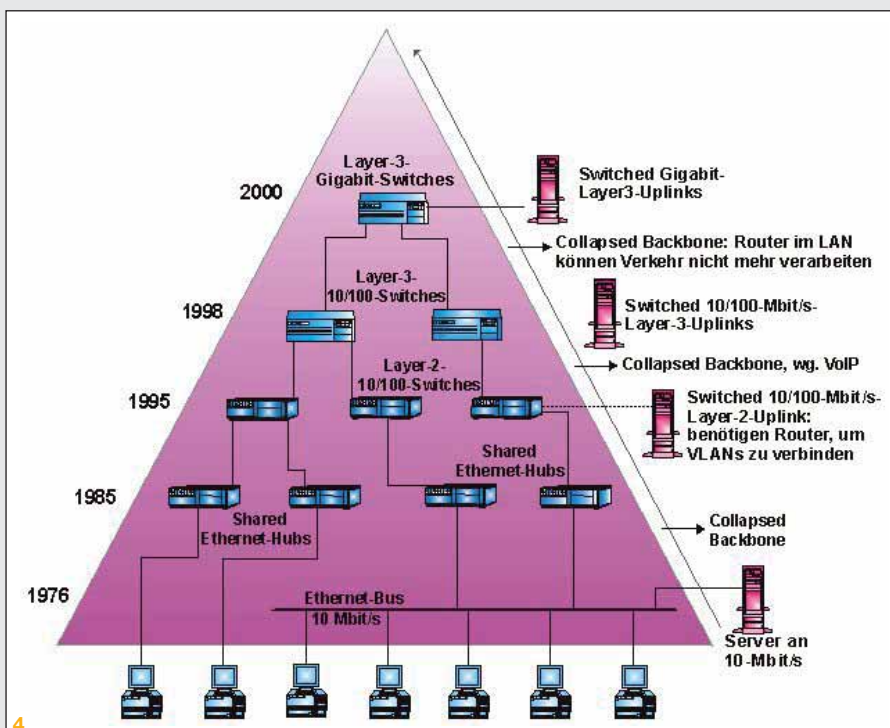 Layer-3-
Gigabit-Switches
2000
Switched Gigabit-
Layer3-Uplinks
Collapsed Backbone: Router im LAN
können Verkehr nicht mehr verarbeiten
Layer-3-
10/100-Switches
1998
Switched 10/100-Mbit/s-
Layer-3-Uplinks
Collapsed Backbone, wg. VoIP
Layer-2-
10/100-Switches
1995
Switched 10/100-Mbit/s-
Layer-2-Uplink:
benötigen Router, um
VLANs zu verbinden
Shared
Ethernet-Hubs
1985
Shared
Ethernet-Hubs
Collapsed
Backbone
1976
Ethernet-Bus
10 Mbit/s
Server an
10-Mbit/s
4